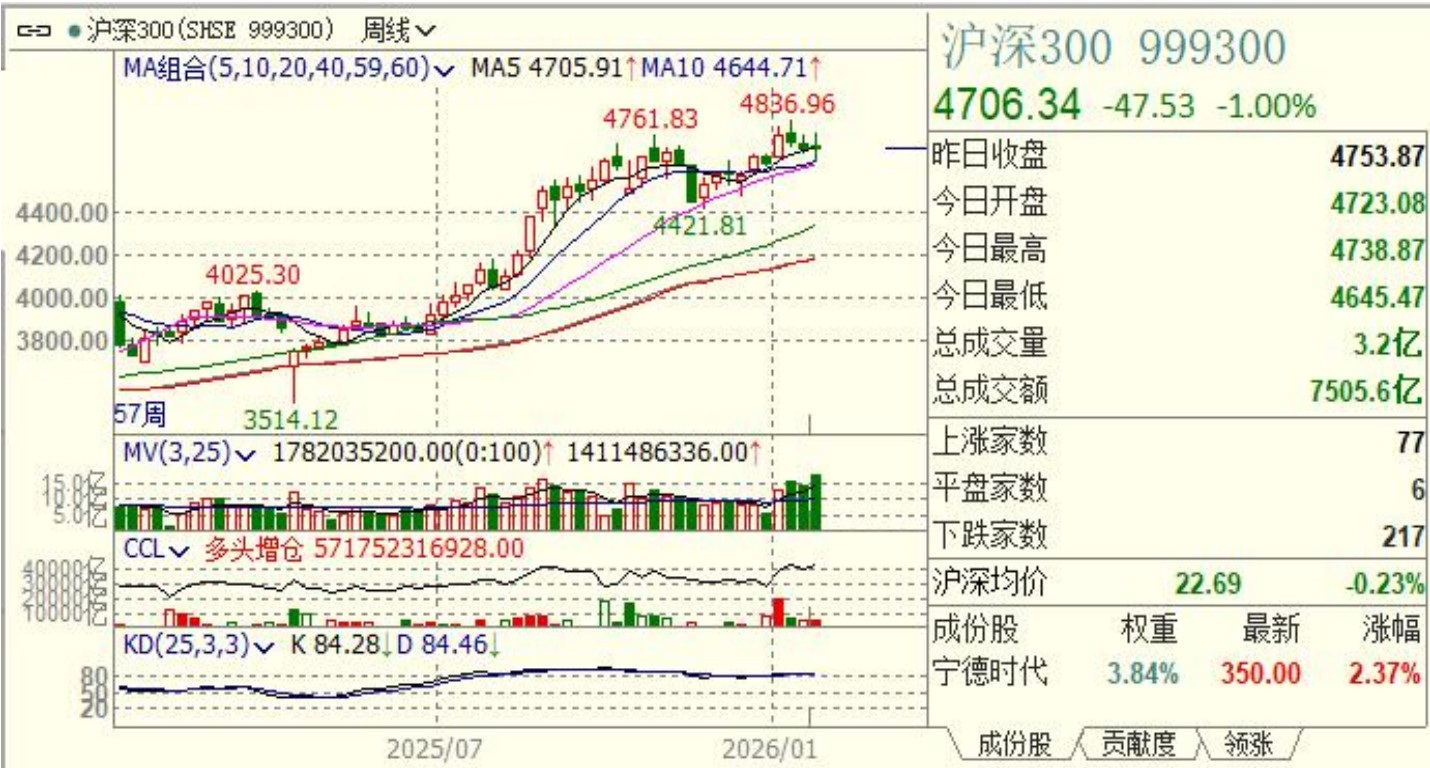 沪深300(SHSE 999300) 周线
MA组合(5,10,20,40,59,60) MA5 4705.91↑MA10 4644.71↑
4836.96
4761.83
4421.81
4400.00
4200.00
4025.30
4000.00
3800.00
57周
3514.12
MV(3,25) 1782035200.00(0:100)↑ 1411486336.00↑
15.0亿
10.0亿
5.0亿
CCL 多头增仓 571752316928.00
40000亿
30000亿
10000亿
KD(25,3,3) K 84.28↓D 84.46↓
80
50
20
2025/07 2026/01
沪深300 999300
4706.34 -47.53 -1.00%
昨日收盘 4753.87
今日开盘 4723.08
今日最高 4738.87
今日最低 4645.47
总成交量 3.2亿
总成交额 7505.6亿
上涨家数 77
平盘家数 6
下跌家数 217
沪深均价 22.69 -0.23%
成份股 权重 最新 涨幅
宁德时代 3.84% 350.00 2.37%
成份股 贡献度 领涨